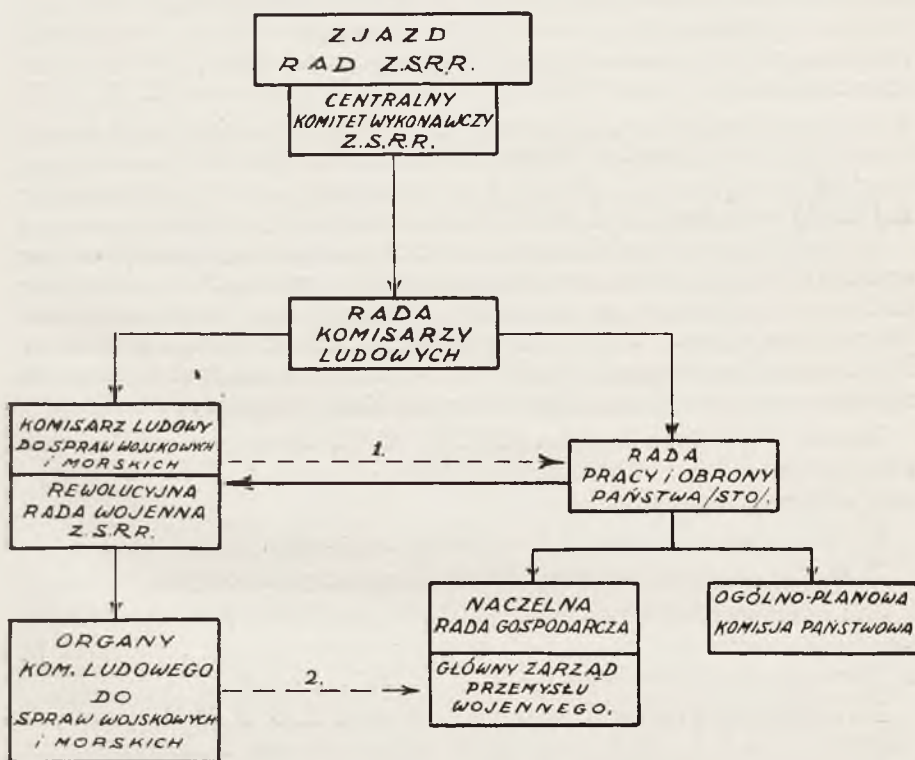 ZJAZD
RAD Z.S.R.R.
CENTRALNY
KOMITET WYKONAWCZY
Z.S.R.R.
RADA
KOMISARZY
LUDOWYCH
KOMISARZ LUDOWY
DO SPRAW WOJSKOWYCH
i MORSKICH
REWOLUCYJNA
RADA WOJENNA
Z.S.R.R.
1.
RADA
PRACY i OBRONY
PAŃSTWA/STO/.
ORGANY
KOM. LUDOWEGO
DO
SPRAW WOJSKOWYCH
i MORSKICH
2.
NACZELNA
RADA GOSPODARCZA
GŁÓWNY ZARZĄD
PRZEMYSŁU
WOJENNEGO.
OGÓLNO-PLANOWA
KOMISJA PAŃSTWOWA